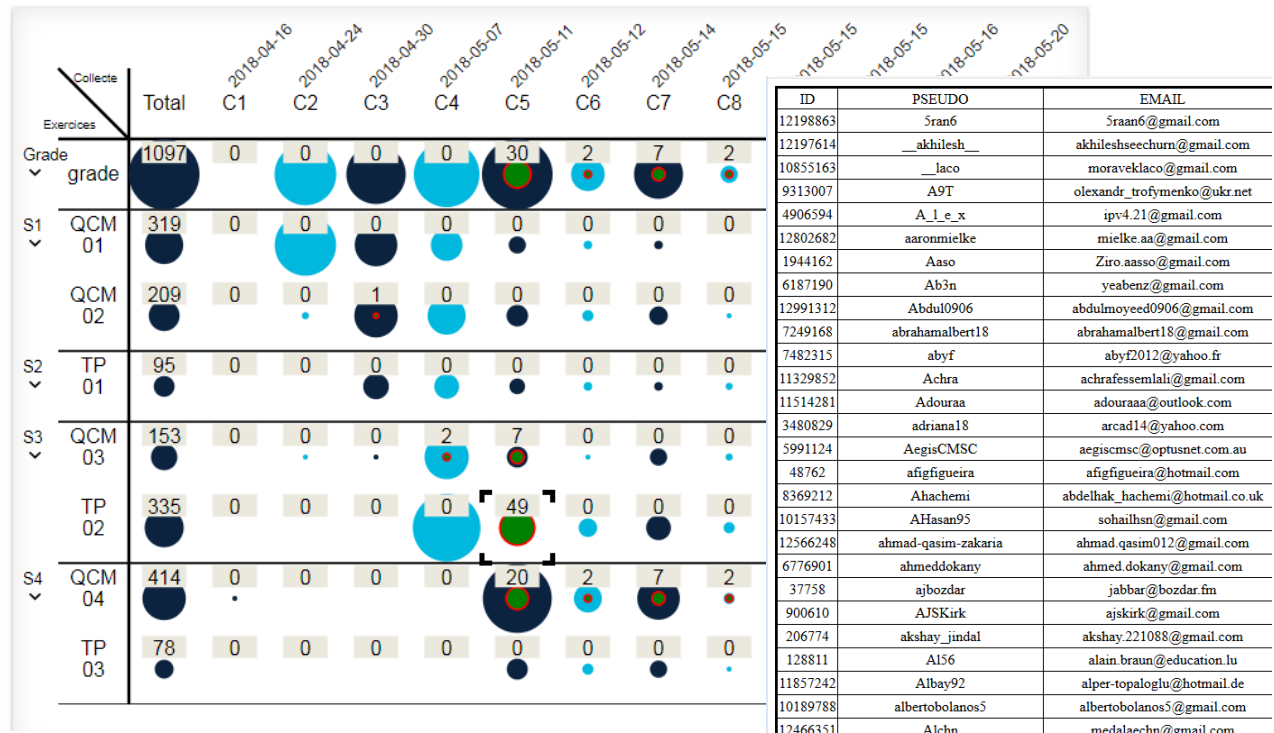 2018-04-16 2018-04-24 2018-04-30 2018-05-07 2018-05-11 2018-05-12 2018-05-14 2018-05-15 018-05-15 018-05-15 018-05-16 018-05-20
Collecte
Exercices
Total C1 C2 C3 C4 C5 C6 C7 C8
Grade grade 1097 0 0 0 0 30 2 7 2
S1 QCM 01 319 0 0 0 0 0 0 0 0
QCM 02 209 0 0 1 0 0 0 0 0
S2 TP 01 95 0 0 0 0 0 0 0 0
S3 QCM 03 153 0 0 0 2 7 0 0 0
TP 02 335 0 0 0 0 49 0 0 0
S4 QCM 04 414 0 0 0 0 20 2 7 2
TP 03 78 0 0 0 0 0 0 0 0
ID PSEUDO EMAIL
12198863 5ran6 5raan6@gmail.com
12197614 __akhilesh__ akhileshseechurn@gmail.com
10855163 __laco moraveklaco@gmail.com
9313007 A9T olexandr_trofymenko@ukr.net
4906594 A_l_e_x ipv4.21@gmail.com
12802682 aaronmielke mielke.aa@gmail.com
1944162 Aaso Ziro.aasso@gmail.com
6187190 Ab3n yeabenz@gmail.com
12991312 Abdul0906 abdulmoyeed0906@gmail.com
7249168 abrahamalbert18 abrahamalbert18@gmail.com
7482315 abyf abyf2012@yahoo.fr
11329852 Achra achrafessemlali@gmail.com
11514281 Adouraa adouraaa@outlook.com
3480829 adriana18 arcad14@yahoo.com
5991124 AegisCMSC aegiscmsc@optusnet.com.au
48762 afigfigueira afigfigueira@hotmail.com
8369212 Ahachemi abdelhak_hachemi@hotmail.co.uk
10157433 AHasan95 sohailhsn@gmail.com
12566248 ahmad-qasim-zakaria ahmad.qasim012@gmail.com
6776901 ahmeddokany ahmed.dokany@gmail.com
37758 ajbozdar jabbar@bozdar.fm
900610 AJSKirk ajskirk@gmail.com
206774 akshay_jindal akshay.221088@gmail.com
128811 Al56 alain.braun@education.lu
11857242 Albay92 alper-topaloglu@hotmail.de
10189788 albertobolanos5 albertobolanos5@gmail.com
12466351 Alchn medalaechn@gmail.com